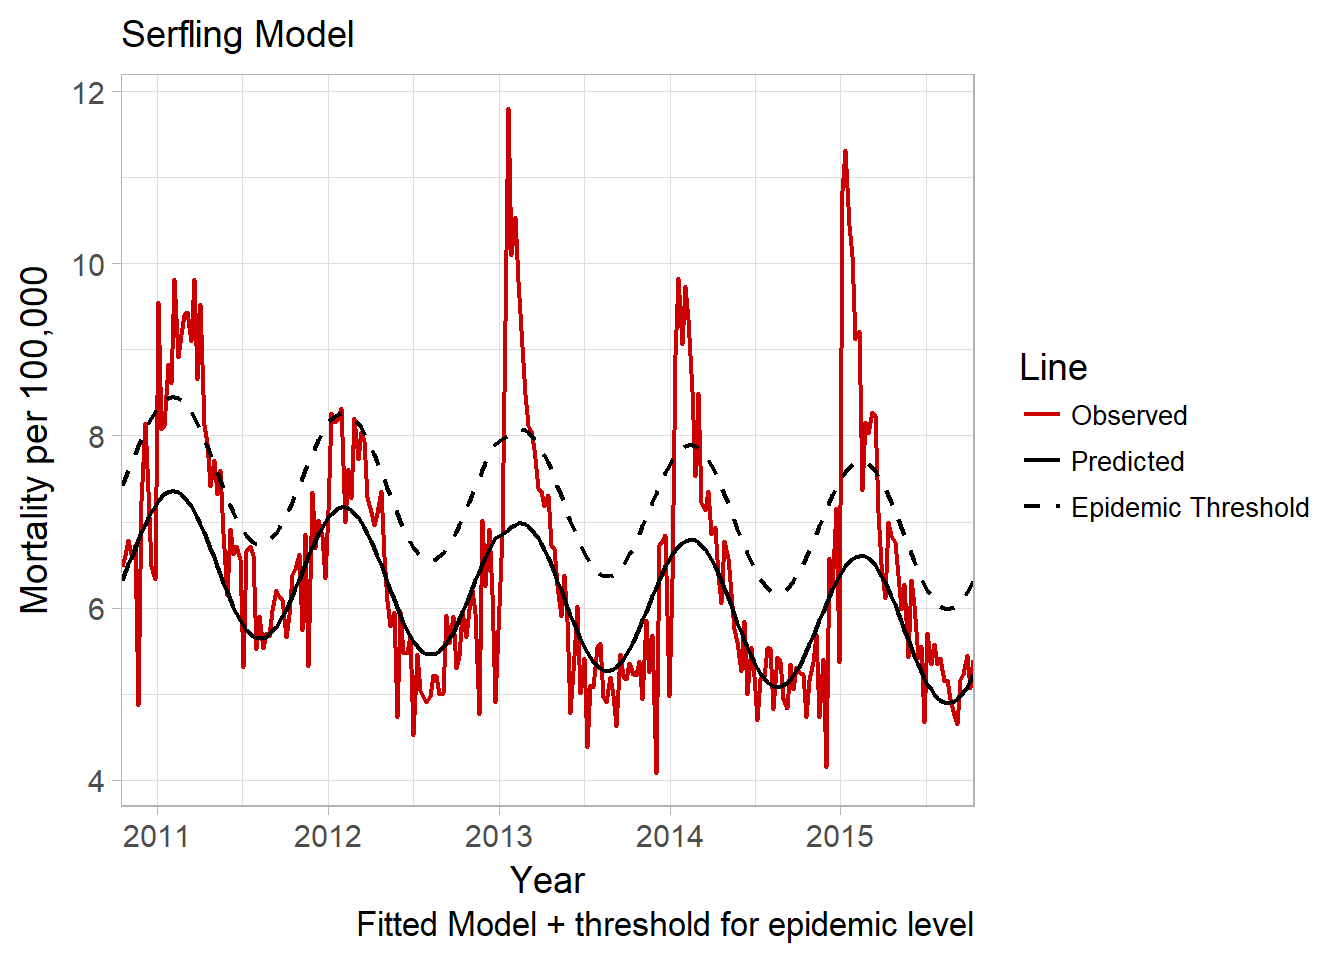 Serfling Model
Mortality per 100,000
12
10
8
6
4
2011 2012 2013 2014 2015
Year
Fitted Model + threshold for epidemic level
Line
Observed
Predicted
Epidemic Threshold